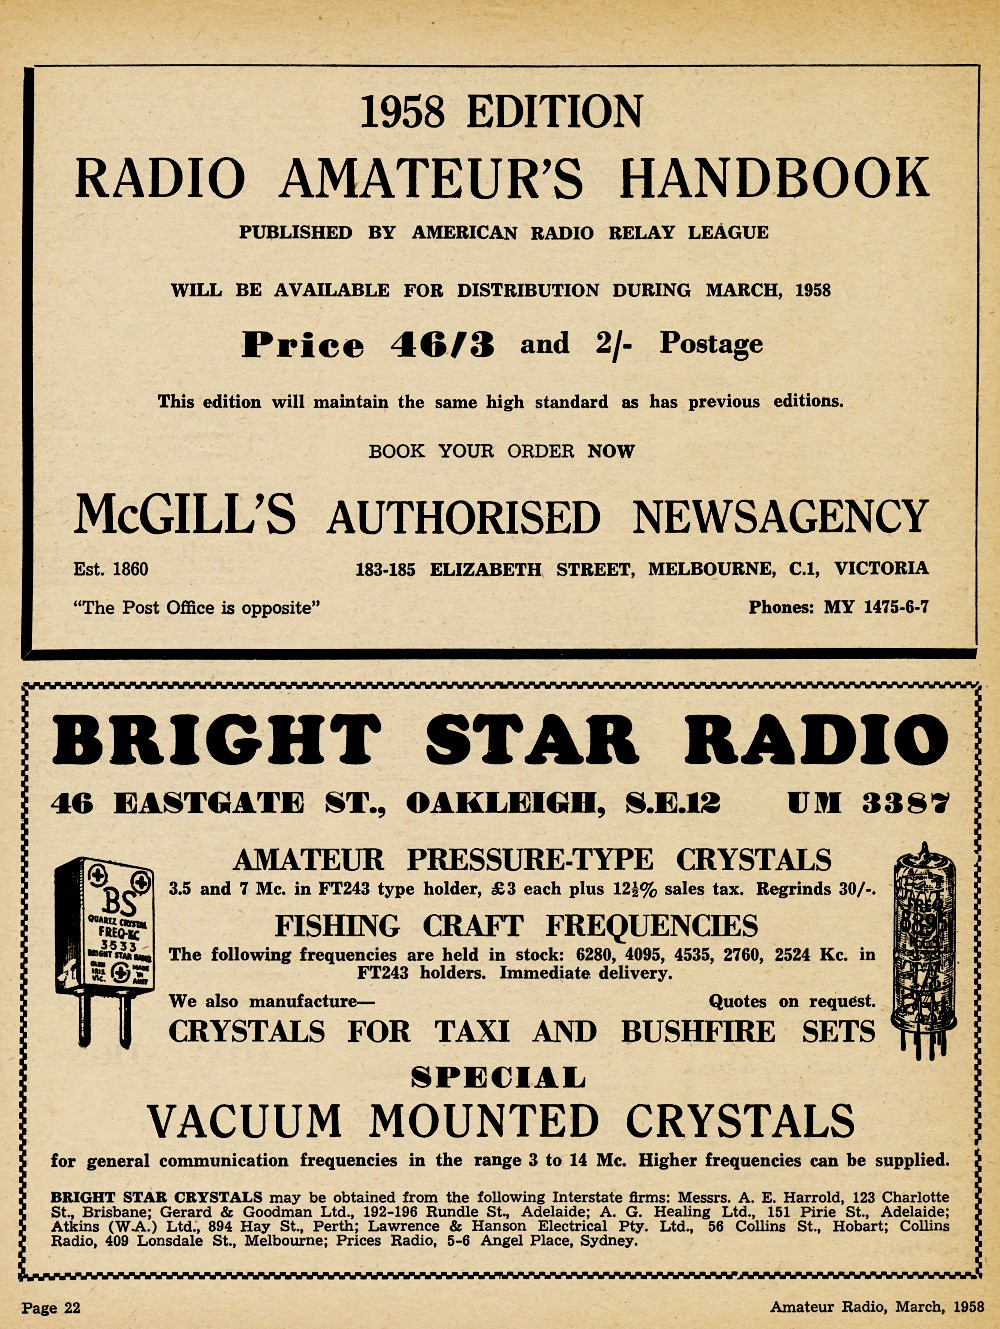 1958 EDITION
RADIO AMATEUR'S HANDBOOK
PUBLISHED BY AMERICAN RADIO RELAY LEAGUE
WILL BE AVAILABLE FOR DISTRIBUTION DURING MARCH, 1958
Price 46/3 and 2/- Postage
This edition will maintain the same high standard as has previous editions.
BOOK YOUR ORDER NOW
McGILL'S AUTHORISED NEWSAGENCY
Est. 1860 183-185 ELIZABETH STREET, MELBOURNE, C.1, VICTORIA
"The Post Office is opposite" Phones: MY 1475-6-7
BRIGHT STAR RADIO
46 EASTGATE ST., OAKLEIGH, S.E.12 UM 3387
AMATEUR PRESSURE-TYPE CRYSTALS
3.5 and 7 Mc. in FT243 type holder, £3 each plus 12½% sales tax. Regrinds 30/-.
FISHING CRAFT FREQUENCIES
The following frequencies are held in stock: 6280, 4095, 4535, 2760, 2524 Kc. in
FT243 holders. Immediate delivery.
We also manufacture— Quotes on request.
CRYSTALS FOR TAXI AND BUSHFIRE SETS
BS
QUARTZ CRYSTAL
FREQ-KC
3533
BRIGHT STAR RADIO
GLEN IRIS VIC.
MADE IN AUST
SPECIAL
VACUUM MOUNTED CRYSTALS
for general communication frequencies in the range 3 to 14 Mc. Higher frequencies can be supplied.
BRIGHT STAR CRYSTALS may be obtained from the following Interstate firms: Messrs. A. E. Harrold, 123 Charlotte
St., Brisbane; Gerard & Goodman Ltd., 192-196 Rundle St., Adelaide; A. G. Healing Ltd., 151 Pirie St., Adelaide;
Atkins (W.A.) Ltd., 894 Hay St., Perth; Lawrence & Hanson Electrical Pty. Ltd., 56 Collins St., Hobart; Collins
Radio, 409 Lonsdale St., Melbourne; Prices Radio, 5-6 Angel Place, Sydney.
Page 22 Amateur Radio, March, 1958